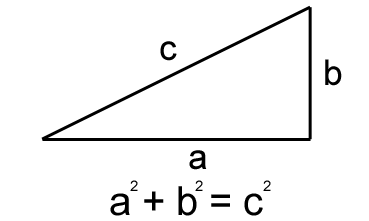 c
b
a
a² + b² = c²